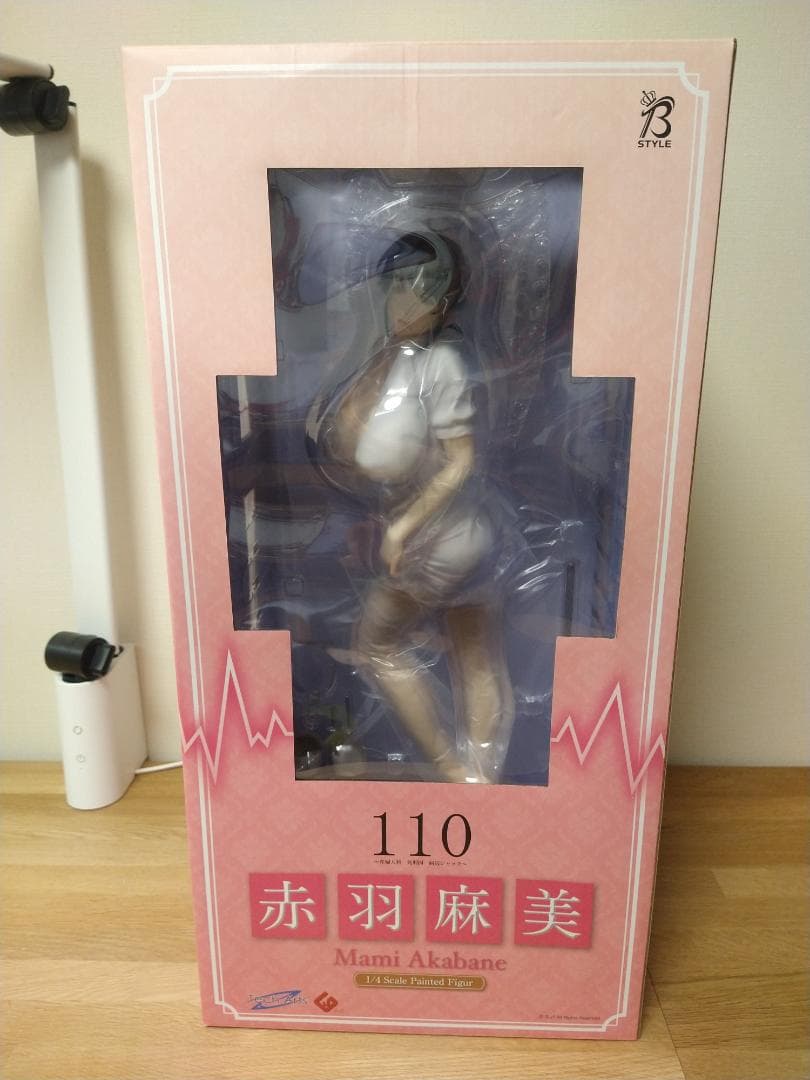 B
STYLE
110
赤羽麻美
Mami Akabane
1/4 Scale Painted Figur